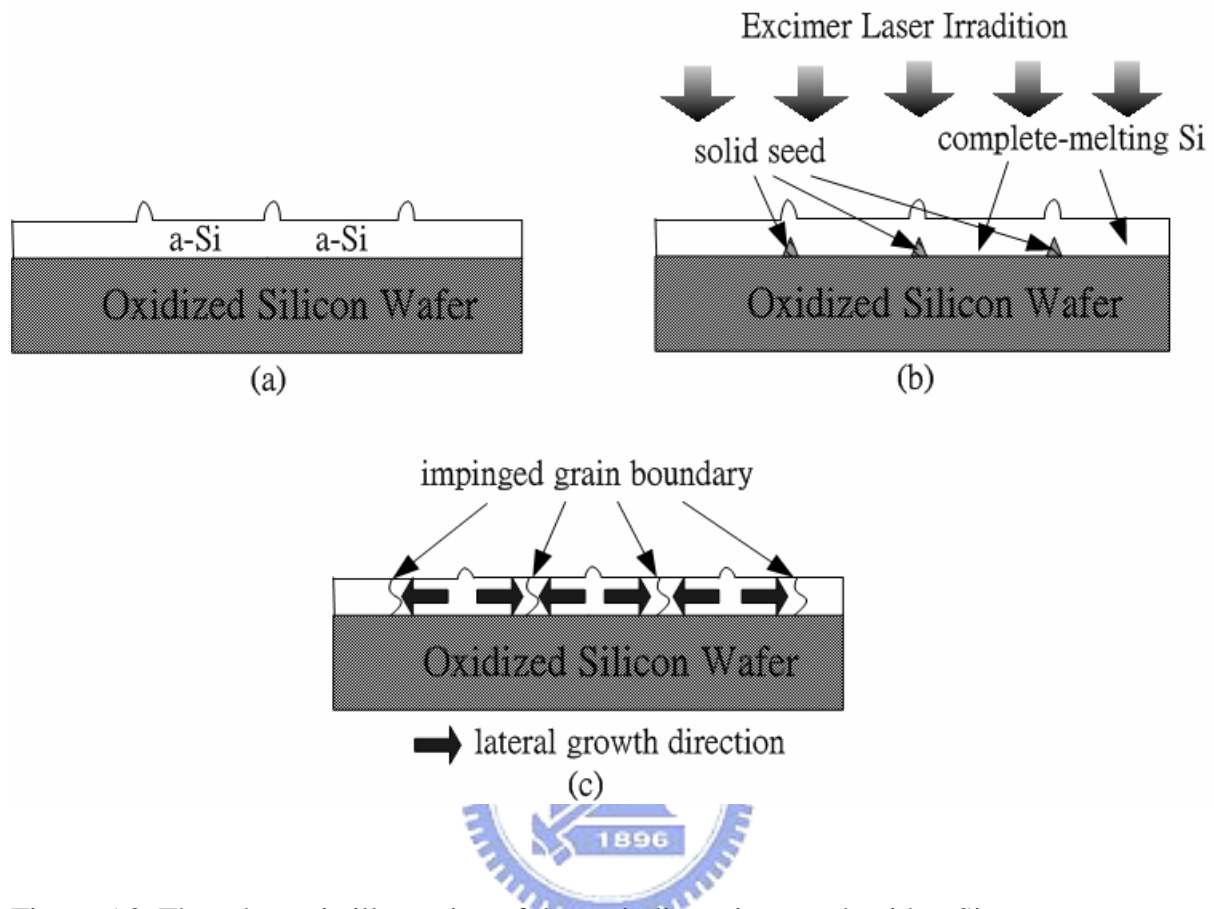 Excimer Laser Irradition
solid seed
complete-melting Si
a-Si
a-Si
Oxidized Silicon Wafer
(a)
Oxidized Silicon Wafer
(b)
impinged grain boundary
Oxidized Silicon Wafer
lateral growth direction
(c)
1896